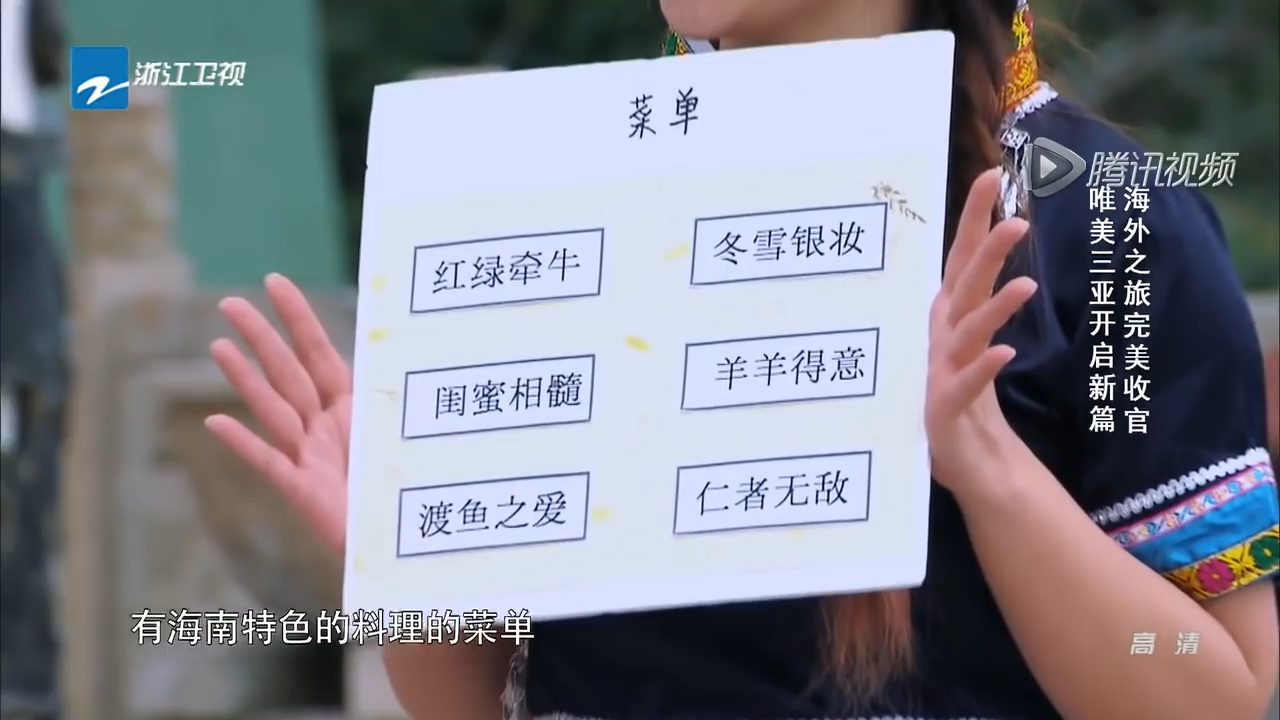 浙江卫视
腾讯视频
海外之旅完美收官
唯美三亚开启新篇
菜单
红绿牵牛
冬雪银妆
闺蜜相髓
羊羊得意
渡鱼之爱
仁者无敌
有海南特色的料理的菜单
高清